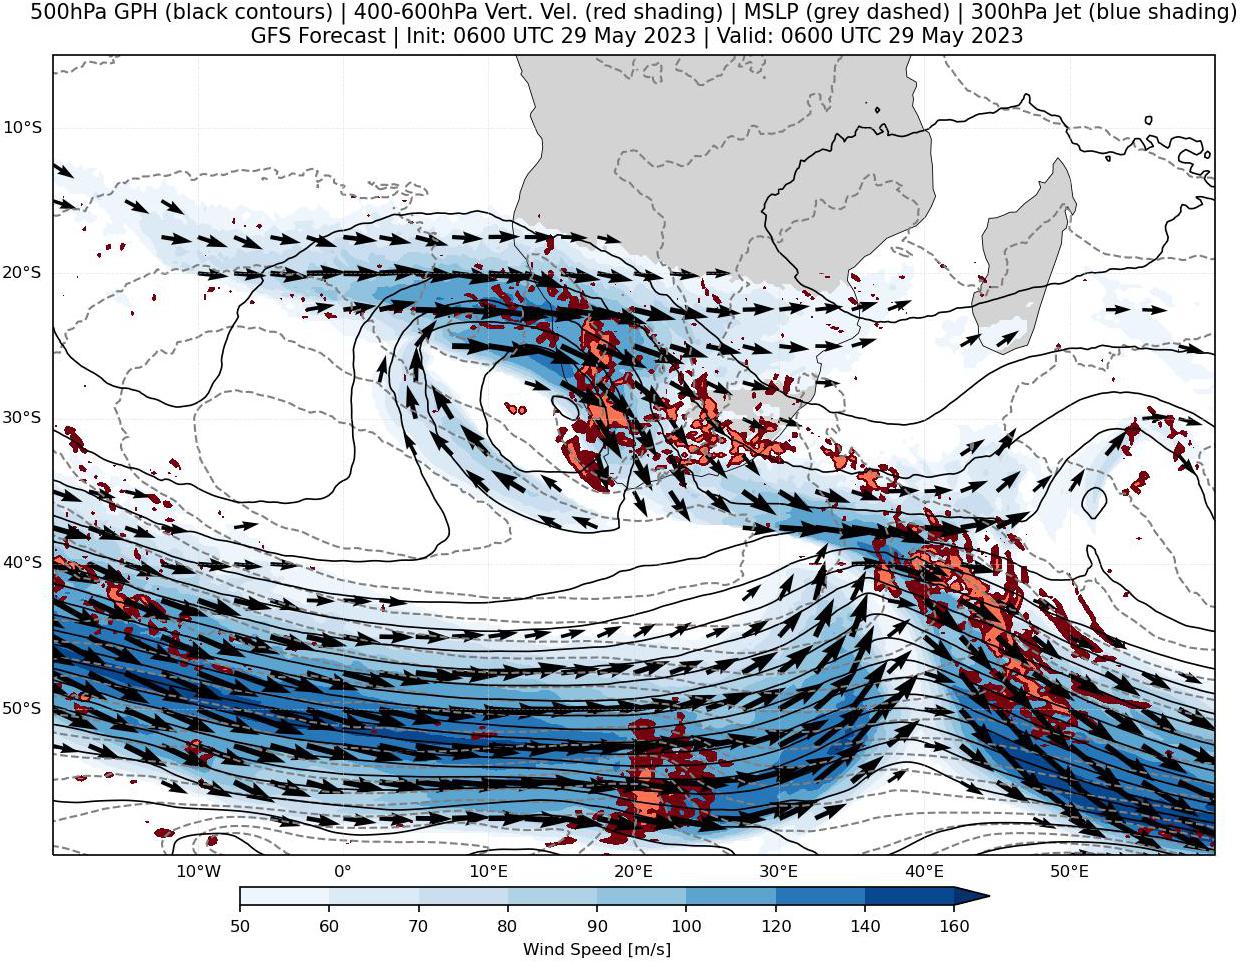 500hPa GPH (black contours) | 400-600hPa Vert. Vel. (red shading) | MSLP (grey dashed) | 300hPa Jet (blue shading)
GFS Forecast | Init: 0600 UTC 29 May 2023 | Valid: 0600 UTC 29 May 2023
10°S
20°S
30°S
40°S
50°S
10°W 0° 10°E 20°E 30°E 40°E 50°E
50 60 70 80 90 100 120 140 160
Wind Speed [m/s]